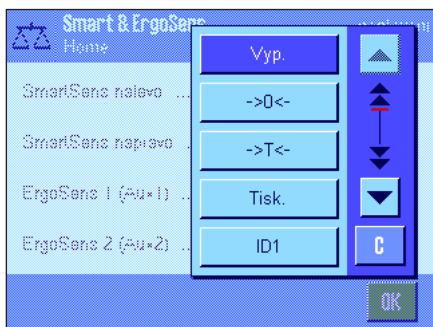 Smart & ErgoSens
Home
Vyp.
SmartSens nalevo ...
->0<-
SmartSens napravo .
->T<-
ErgoSens 1 (Aux1) ..
Tisk.
ErgoSens 2 (Aux2) ..
ID1
C
OK